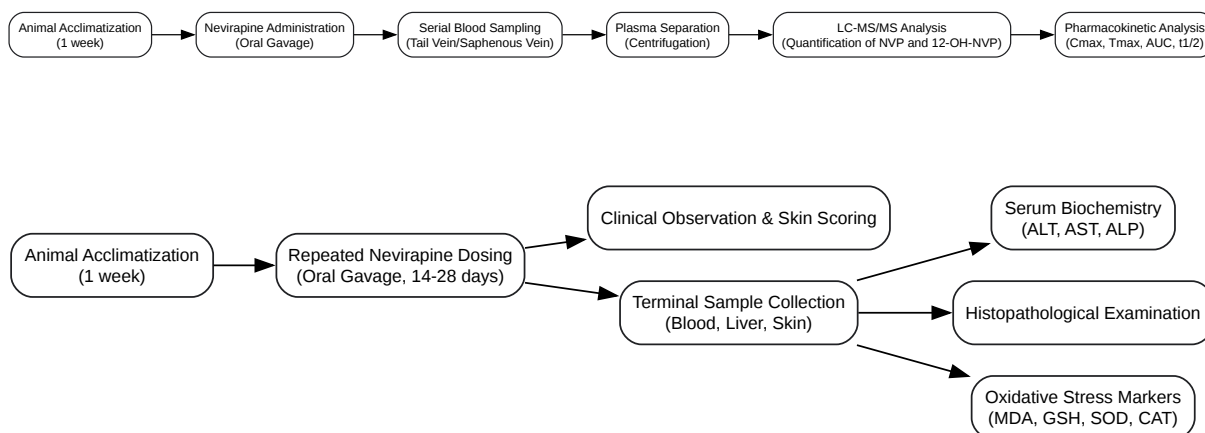 Animal Acclimatization
(1 week)
Nevirapine Administration
(Oral Gavage)
Serial Blood Sampling
(Tail Vein/Saphenous Vein)
Plasma Separation
(Centrifugation)
LC-MS/MS Analysis
(Quantification of NVP and 12-OH-NVP)
Pharmacokinetic Analysis
(Cmax, Tmax, AUC, t1/2)
Animal Acclimatization
(1 week)
Repeated Nevirapine Dosing
(Oral Gavage, 14-28 days)
Clinical Observation & Skin Scoring
Terminal Sample Collection
(Blood, Liver, Skin)
Serum Biochemistry
(ALT, AST, ALP)
Histopathological Examination
Oxidative Stress Markers
(MDA, GSH, SOD, CAT)